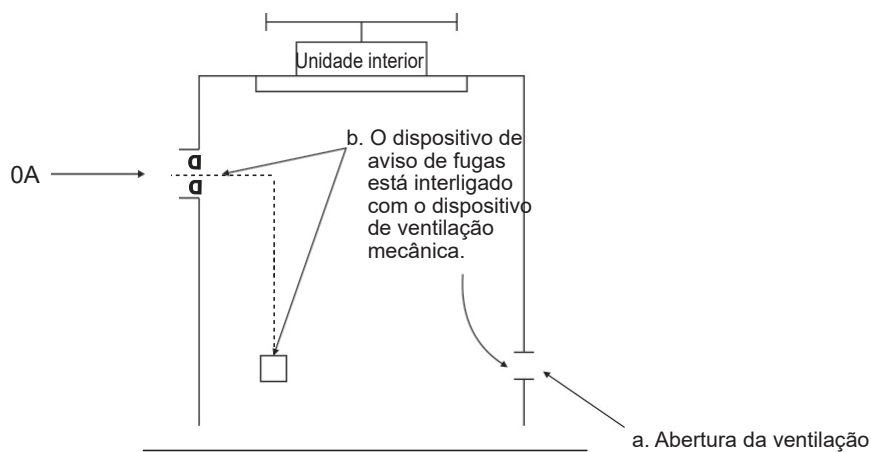 Unidade interior
b. O dispositivo de
aviso de fugas
está interligado
com o dispositivo
de ventilação
mecânica.
0A
a. Abertura da ventilação